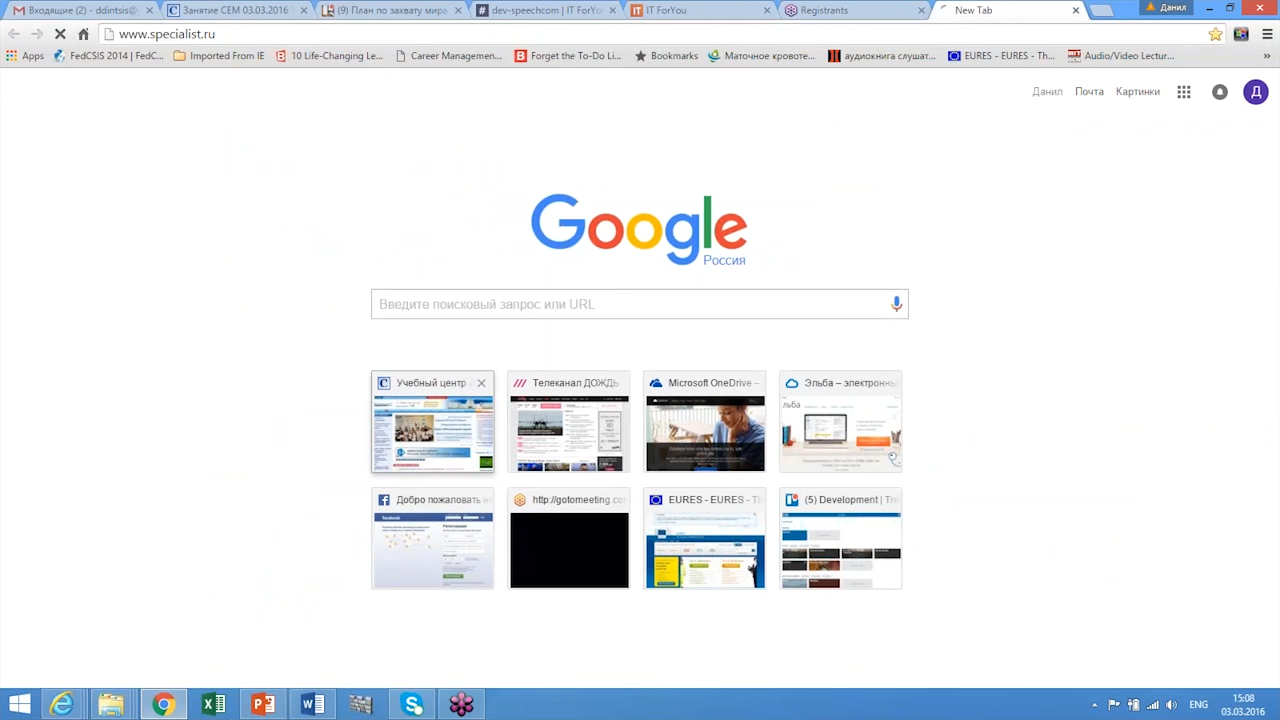 Входящие (2) - ddintsis@
Занятие СЕМ 03.03.2016
(9) План по захвату мира
dev-speechcom | IT ForYo
IT ForYou
Registrants
New Tab
Данил
www.specialist.ru
Apps
FedCSIS 2014 | FedC...
Imported From IE
10 Life-Changing Le...
Career Managemen...
Forget the To-Do Li...
Bookmarks
Маточное кровоте...
аудиокнига слушат...
EURES - EURES - Th...
Audio/Video Lectur...
Данил Почта Картинки
Д
Google
Россия
Введите поисковый запрос или URL
Учебный центр
Телеканал ДОЖДЬ
Microsoft OneDrive –
Эльба – электронны
льба
Добро пожаловать н
http://gotomeeting.co
EURES - EURES - Th
(5) Development | Tre
ENG
15:08
03.03.2016